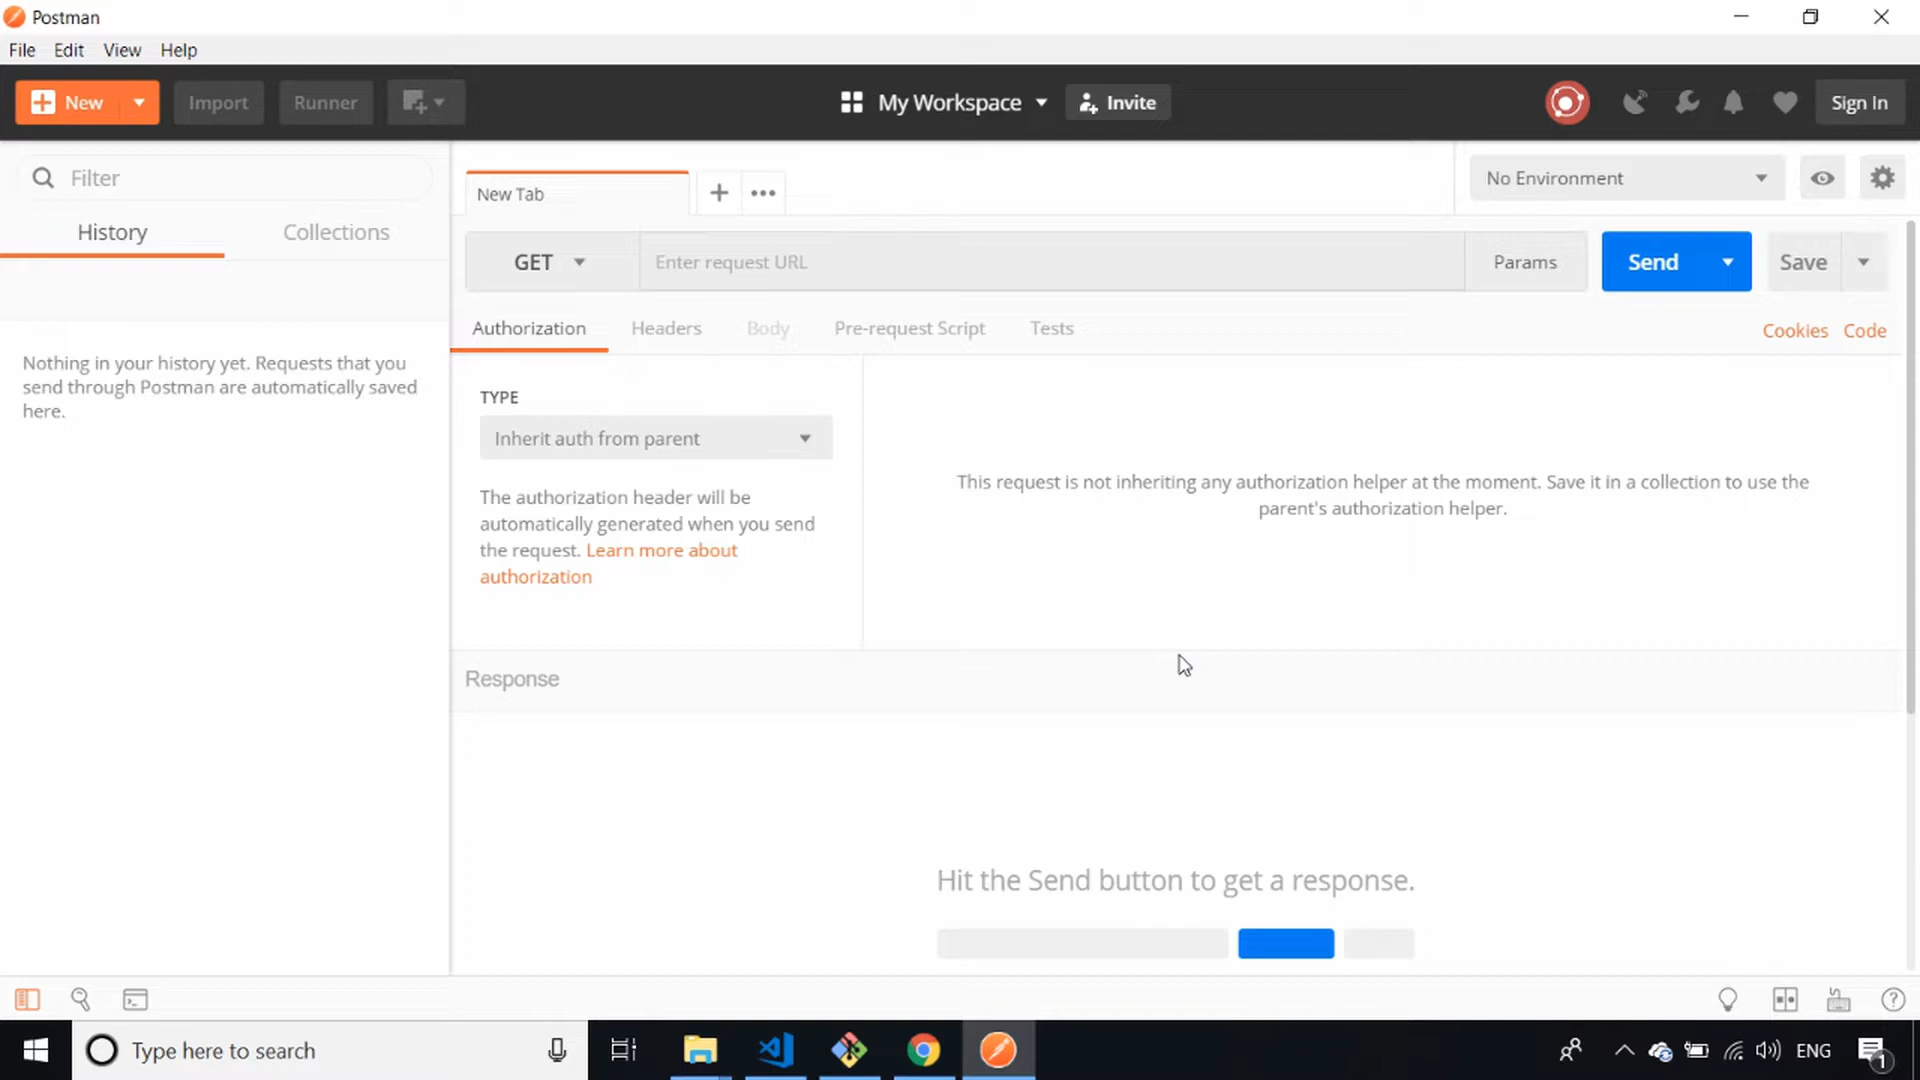 Postman
File Edit View Help
New Import Runner My Workspace Invite Sign In
Filter
New Tab
No Environment
History Collections
GET Enter request URL Params Send Save
Authorization Headers Body Pre-request Script Tests Cookies Code
Nothing in your history yet. Requests that you
send through Postman are automatically saved
here.
TYPE
Inherit auth from parent
The authorization header will be
automatically generated when you send
the request. Learn more about
authorization
This request is not inheriting any authorization helper at the moment. Save it in a collection to use the
parent's authorization helper.
Response
Hit the Send button to get a response.
Type here to search
ENG
1